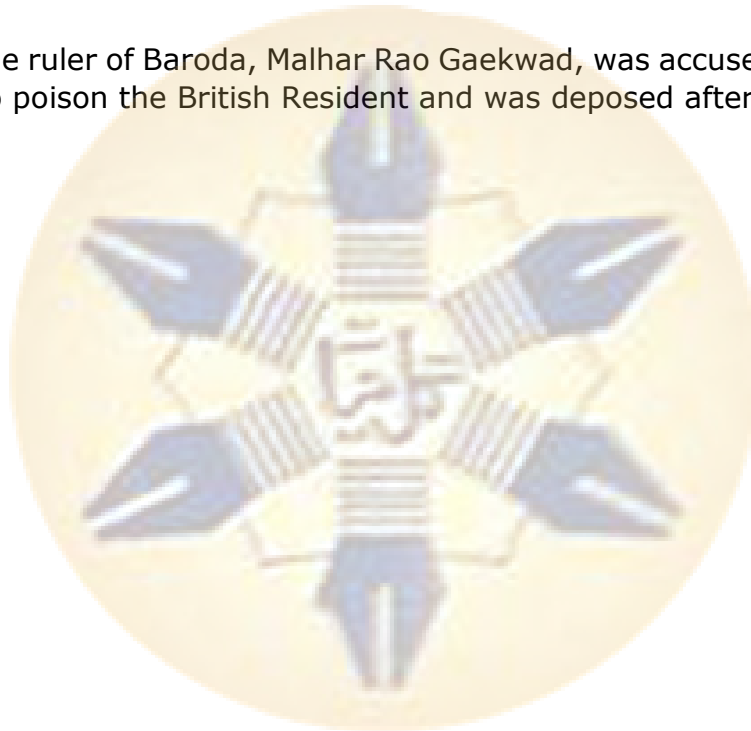 e ruler of Baroda, Malhar Rao Gaekwad, was accuse
poison the British Resident and was deposed after